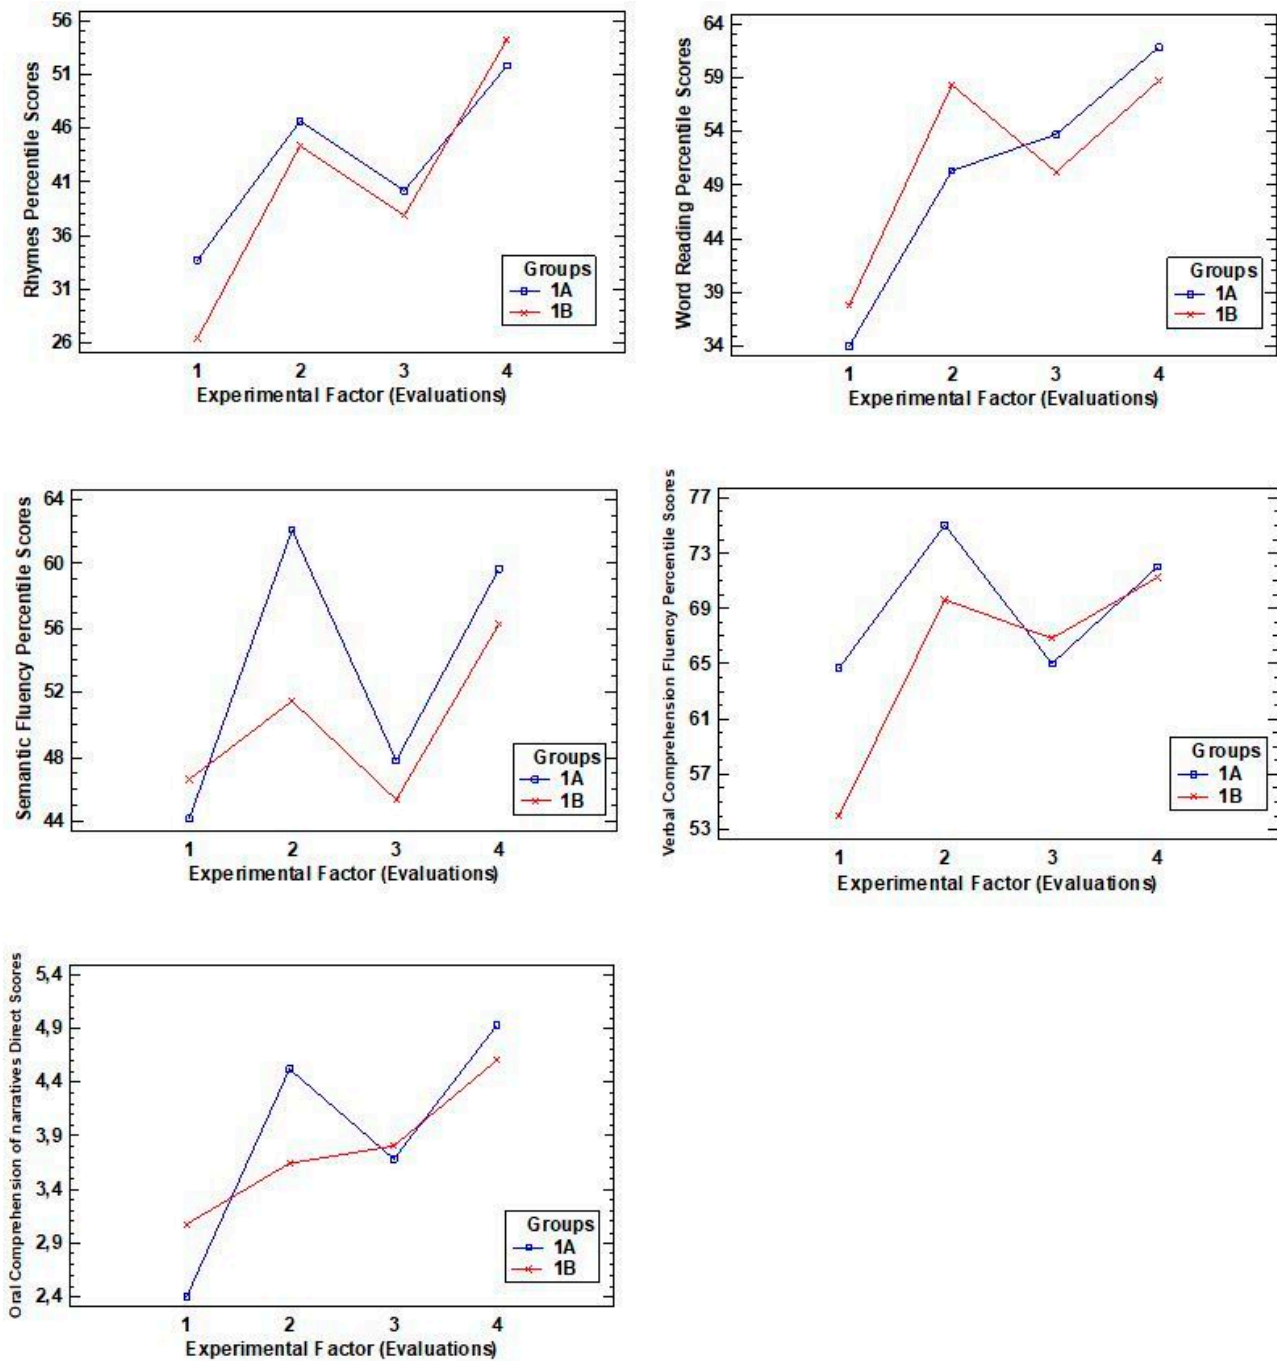 Rhymes Percentile Scores
56
51
46
41
36
31
26
Groups
1A
1B
1 2 3 4
Experimental Factor (Evaluations)
Word Reading Percentile Scores
64
59
54
49
44
39
34
Groups
1A
1B
1 2 3 4
Experimental Factor (Evaluations)
Semantic Fluency Percentile Scores
64
60
56
52
48
44
Groups
1A
1B
1 2 3 4
Experimental Factor (Evaluations)
Verbal Comprehension Fluency Percentile Scores
77
73
69
65
61
57
53
Groups
1A
1B
1 2 3 4
Experimental Factor (Evaluations)
Oral Comprehension of narratives Direct Scores
5,4
4,9
4,4
3,9
3,4
2,9
2,4
Groups
1A
1B
1 2 3 4
Experimental Factor (Evaluations)